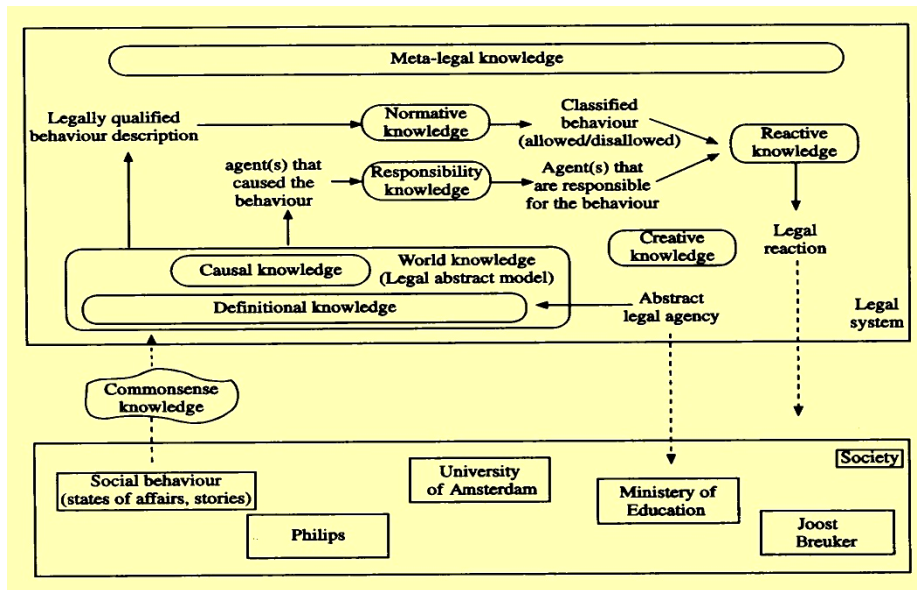 Meta-legal knowledge
Legally qualified
behaviour description
Normative
knowledge
Classified
behaviour
(allowed/disallowed)
Reactive
knowledge
agent(s) that
caused the
behaviour
Responsibility
knowledge
Agent(s) that
are responsible
for the behaviour
Legal
reaction
Creative
knowledge
World knowledge
(Legal abstract model)
Causal knowledge
Definitional knowledge
Abstract
legal agency
Legal
system
Commonsense
knowledge
Society
Social behaviour
(states of affairs, stories)
University
of Amsterdam
Ministery of
Education
Philips
Joost
Breuker